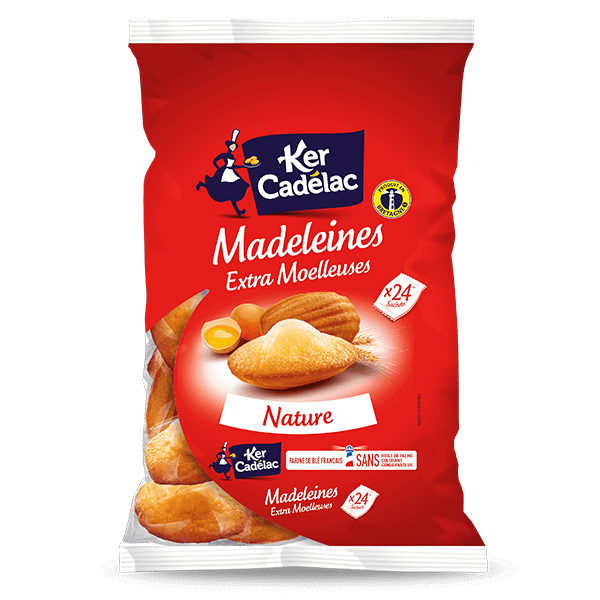 Ker
Cadélac
PRODUIT EN
BRETAGNE
Madeleines
Extra Moelleuses
x24*
Sachets
Nature
Ker
Cadélac
FARINE DE BLÉ FRANÇAIS
SANS
HUILE DE PALME
COLORANT
CONSERVATEUR
Madeleines
Extra Moelleuses
x24*
Sachets